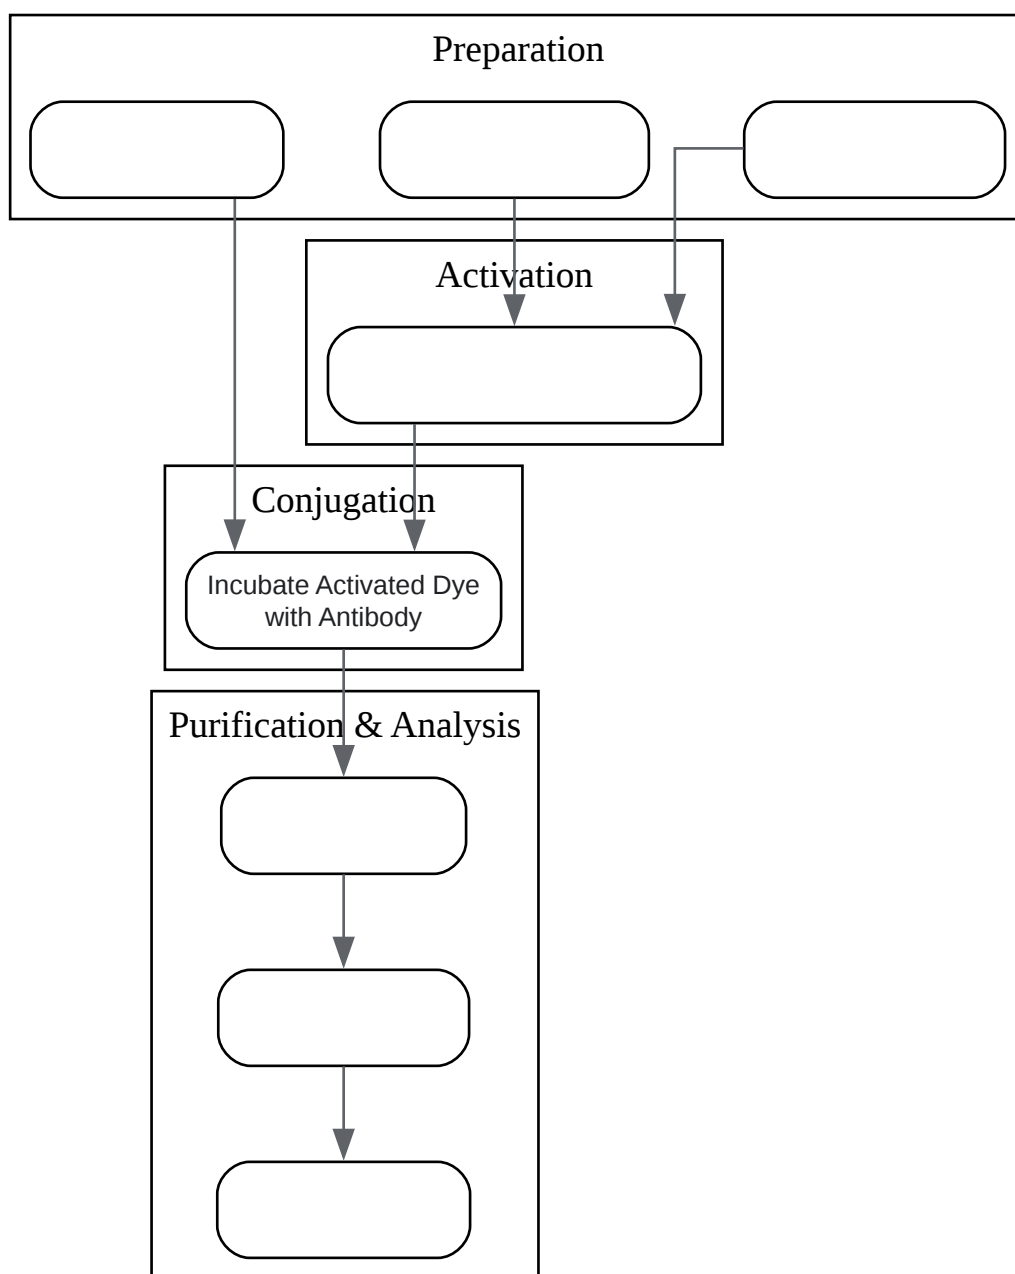 Preparation
Activation
Conjugation
Incubate Activated Dye
with Antibody
Purification & Analysis